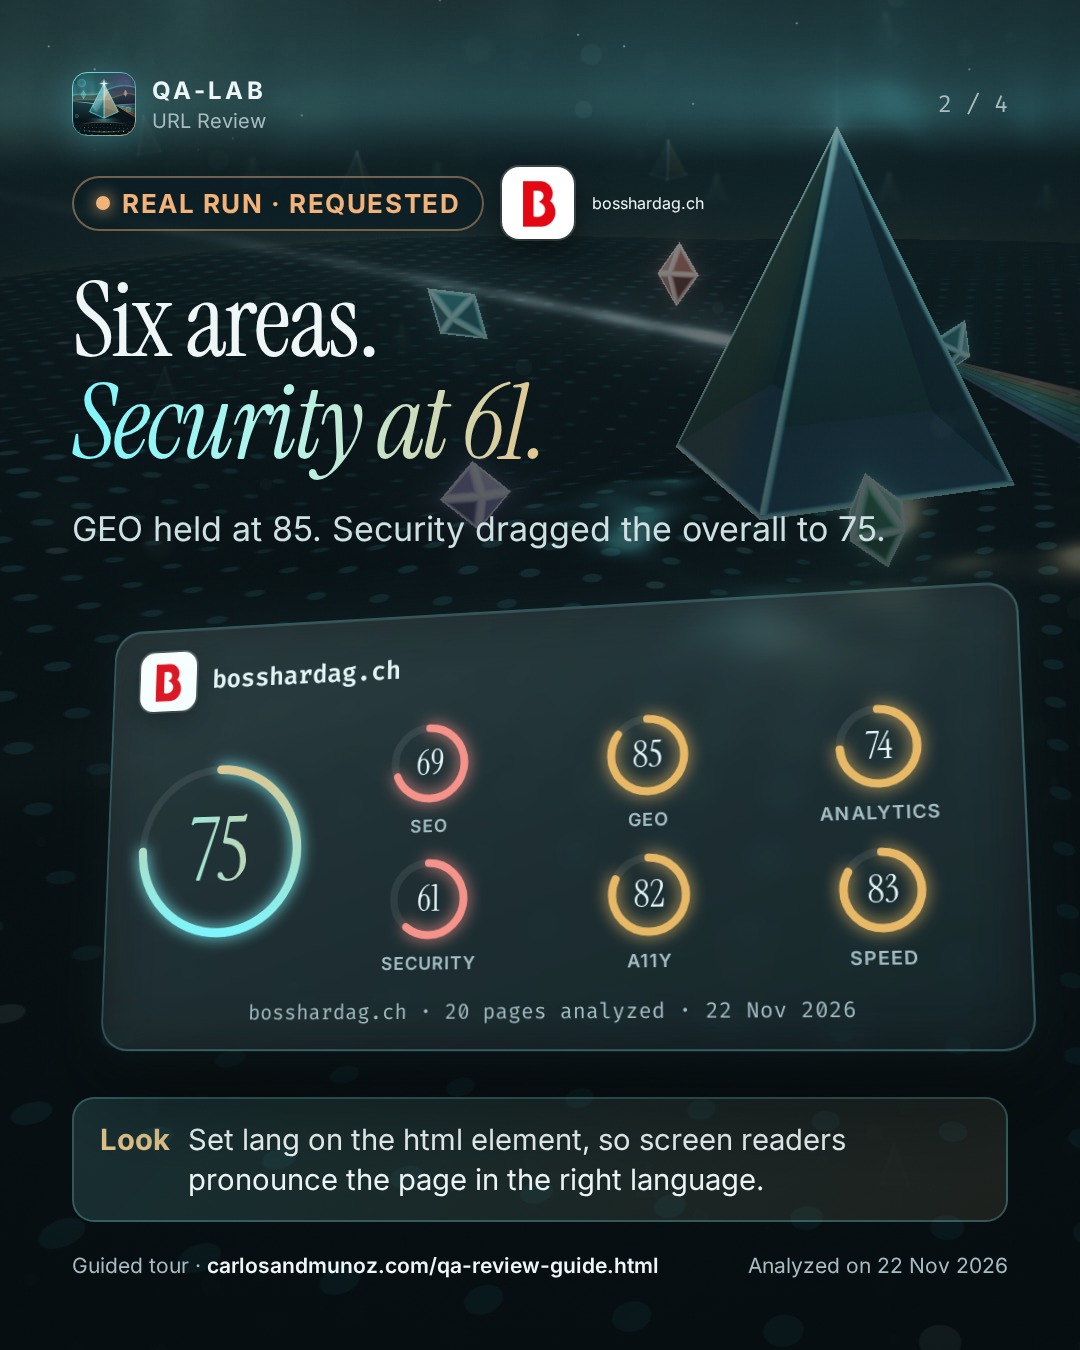 QA-LAB
URL Review
2 / 4
REAL RUN · REQUESTED
B
bosshardag.ch
Six areas.
Security at 61.
GEO held at 85. Security dragged the overall to 75.
B
bosshardag.ch
75
69
SEO
85
GEO
74
ANALYTICS
61
SECURITY
82
A11Y
83
SPEED
bosshardag.ch · 20 pages analyzed · 22 Nov 2026
Look Set lang on the html element, so screen readers
pronounce the page in the right language.
Guided tour · carlosandmunoz.com/qa-review-guide.html
Analyzed on 22 Nov 2026